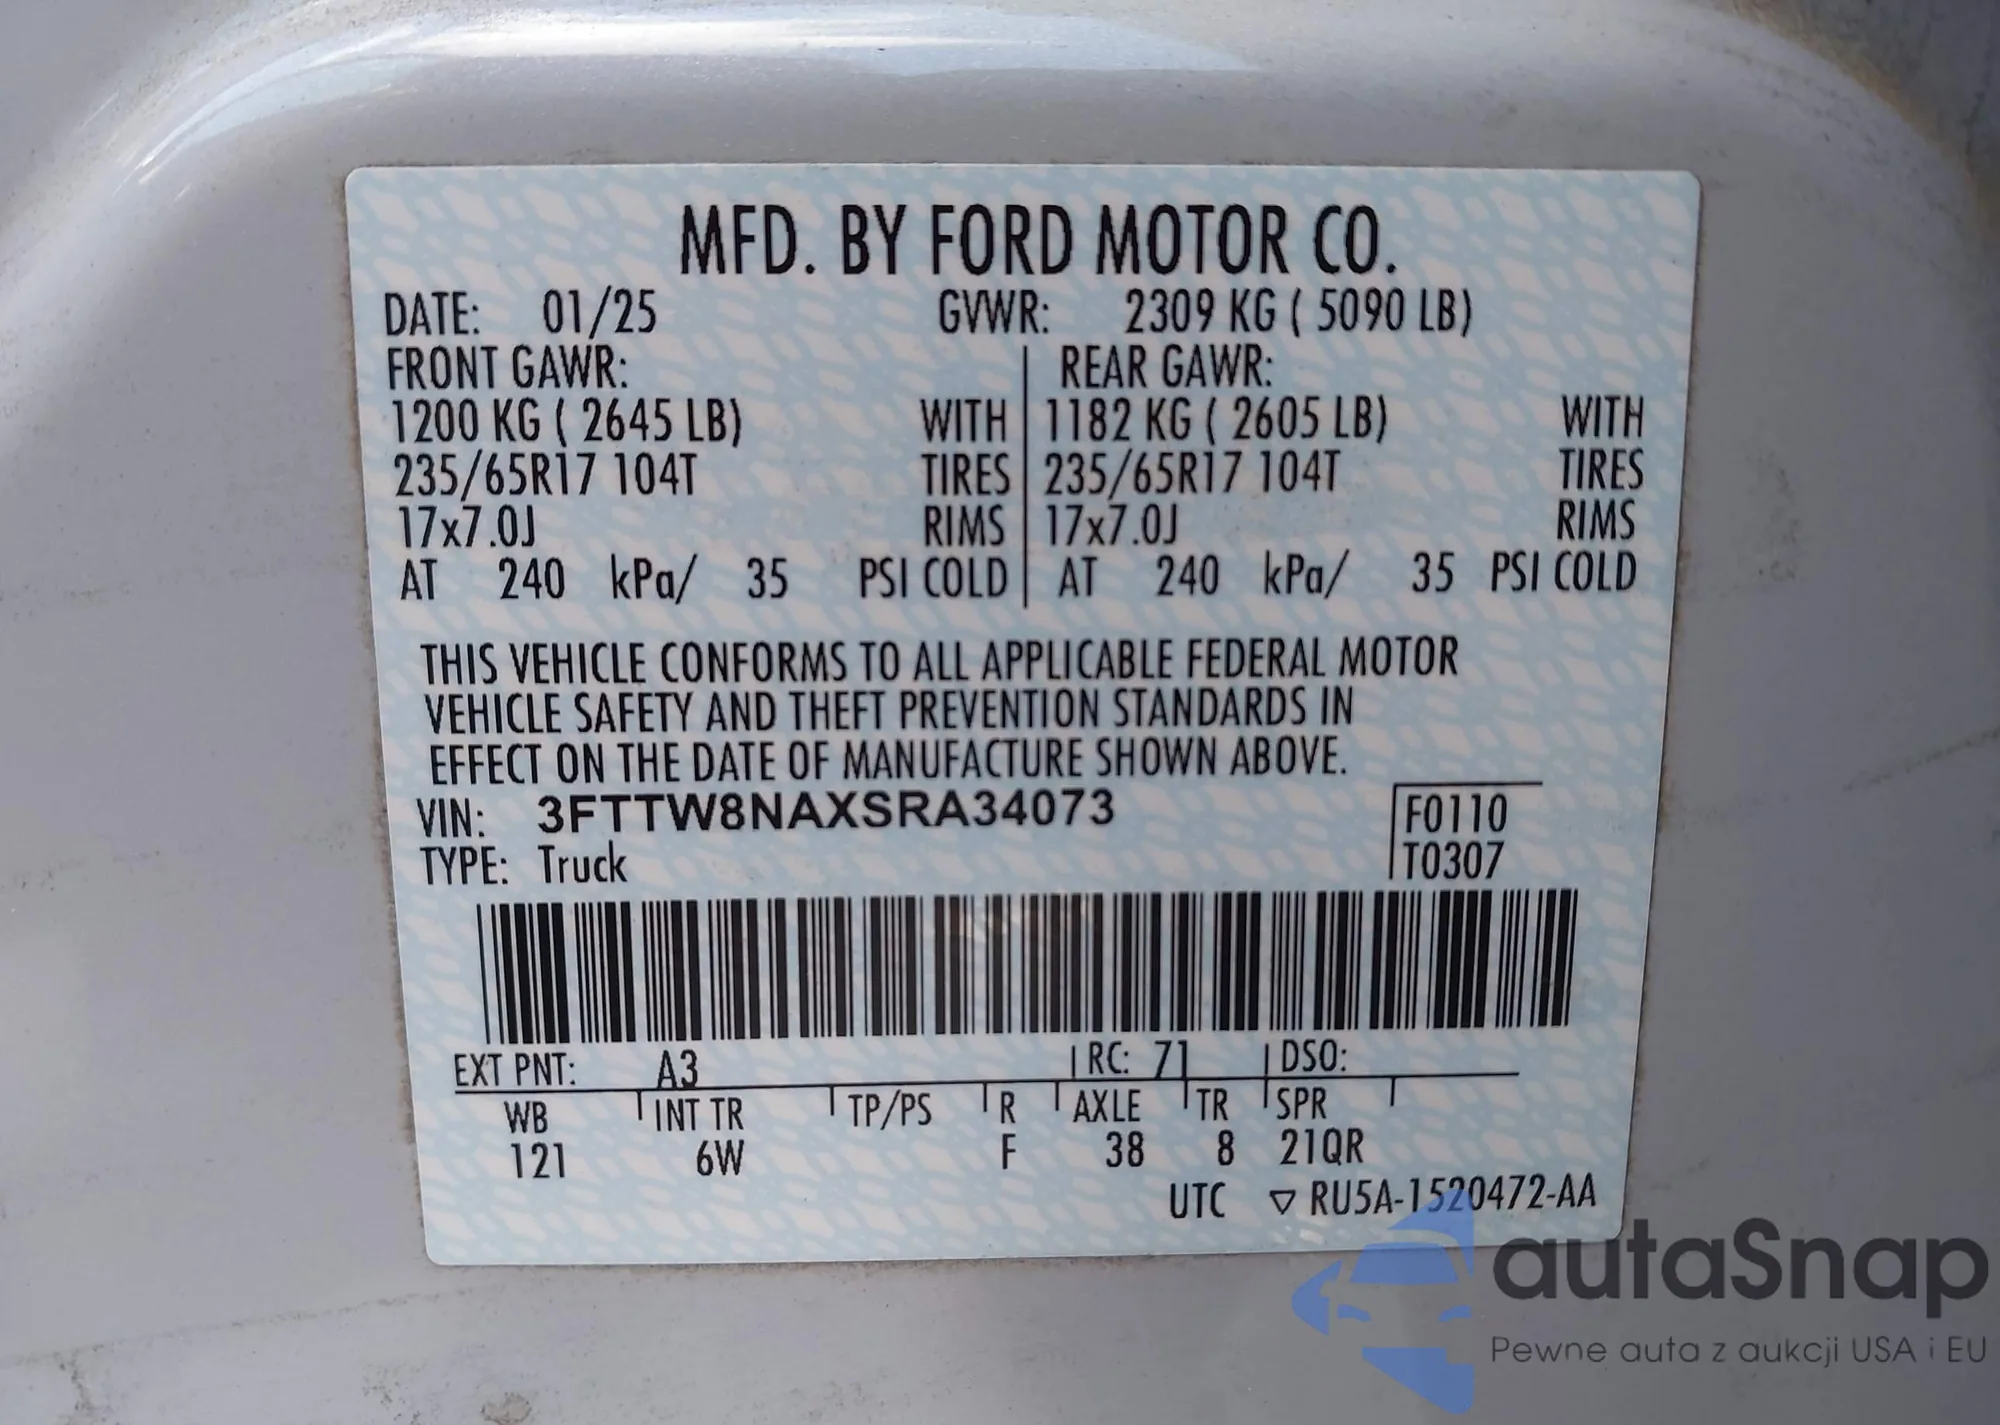 MFD. BY FORD MOTOR CO.
DATE: 01/25 GVWR: 2309 KG ( 5090 LB)
FRONT GAWR: REAR GAWR:
1200 KG ( 2645 LB) WITH 1182 KG ( 2605 LB) WITH
235/65R17 104T TIRES 235/65R17 104T TIRES
17x7.0J RIMS 17x7.0J RIMS
AT 240 kPa/ 35 PSI COLD AT 240 kPa/ 35 PSI COLD
THIS VEHICLE CONFORMS TO ALL APPLICABLE FEDERAL MOTOR
VEHICLE SAFETY AND THEFT PREVENTION STANDARDS IN
EFFECT ON THE DATE OF MANUFACTURE SHOWN ABOVE.
VIN: 3FTTW8NAXSRA34073 F0110
TYPE: Truck T0307
EXT PNT: A3 RC: 71 DSO:
WB INT TR TP/PS R AXLE TR SPR
121 6W F 38 8 21QR
UTC ▽ RU5A-1520472-AA
autaSnap
Pewne auta z aukcji USA i EU